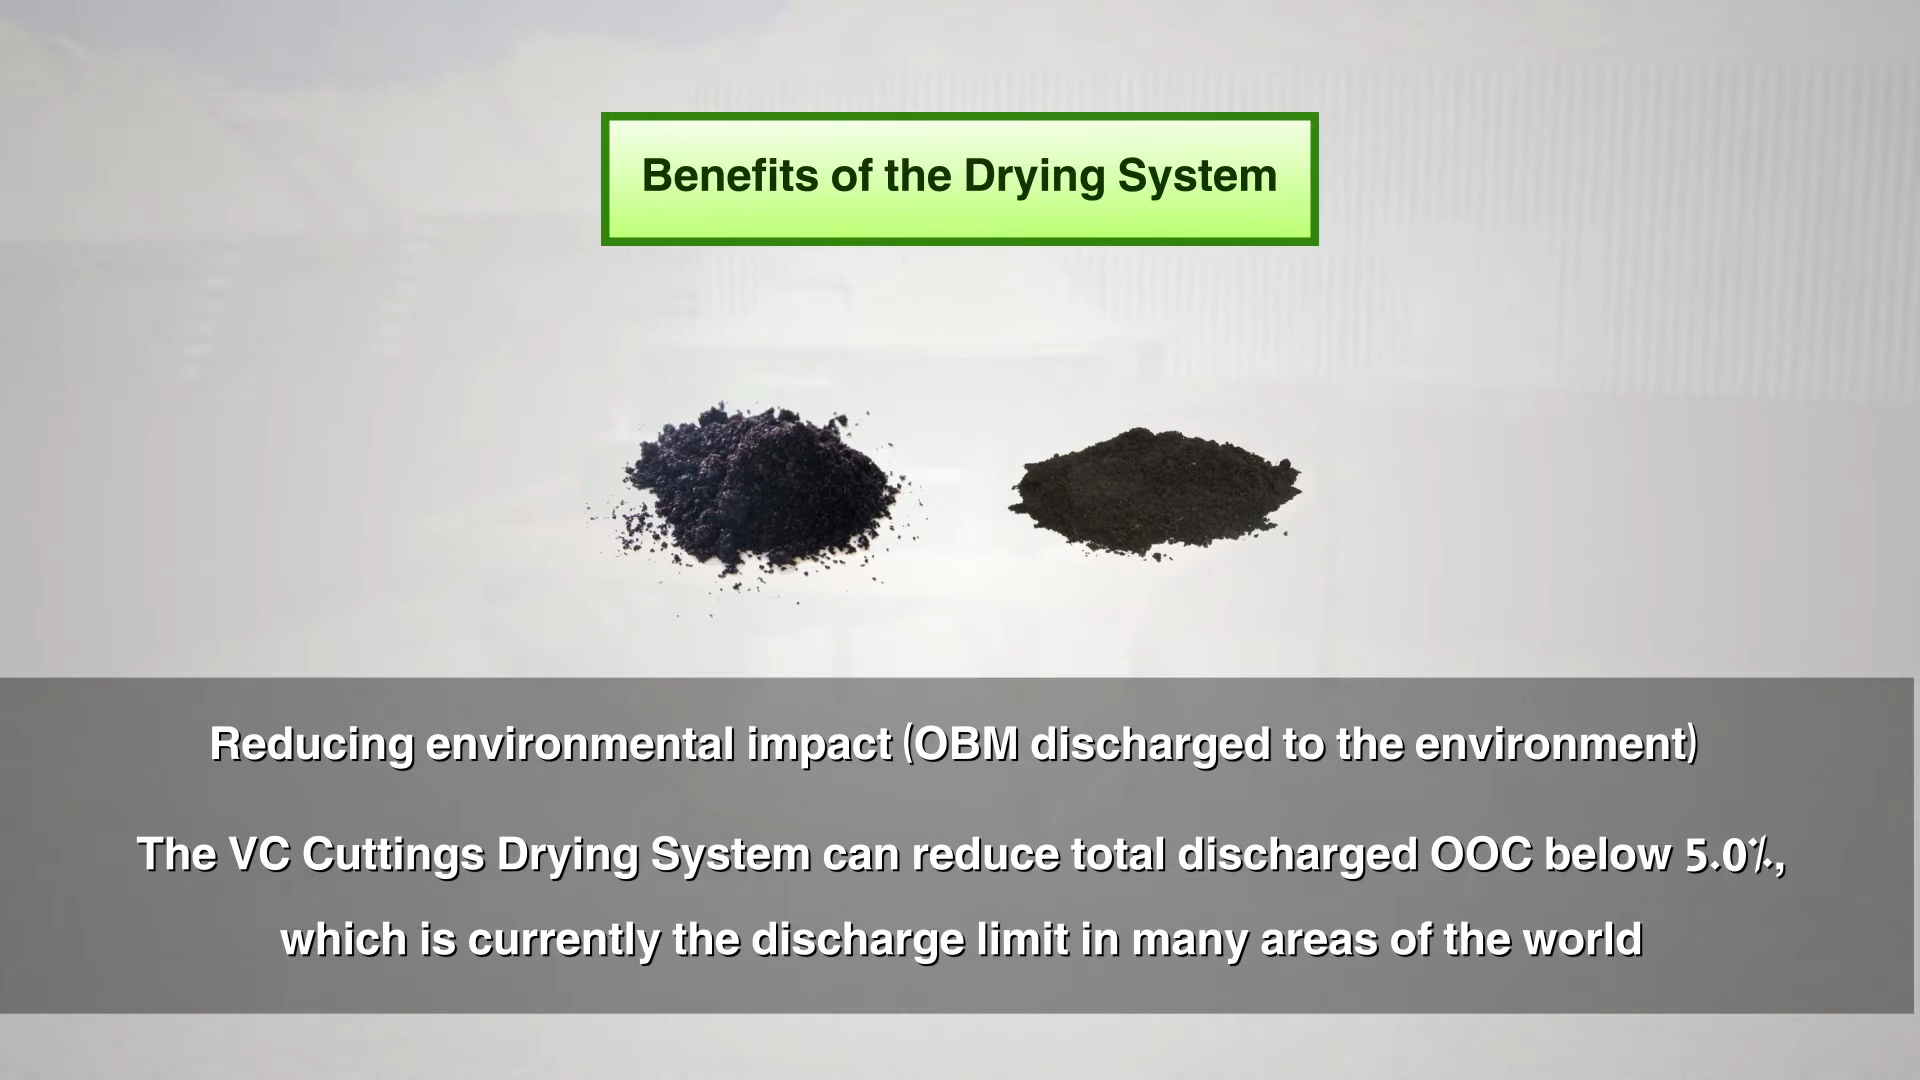 Benefits of the Drying System
Reducing environmental impact (OBM discharged to the environment)
The VC Cuttings Drying System can reduce total discharged OOC below 5.0%,
which is currently the discharge limit in many areas of the world